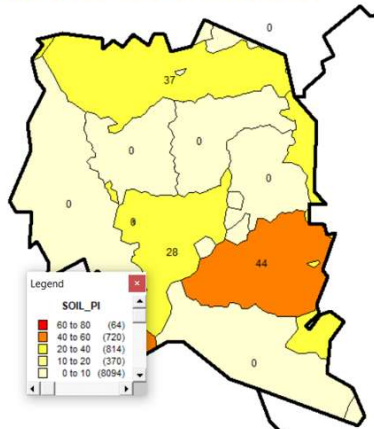 0
37
0
0
0
0
28
44
0
Legend
SOIL_PI
60 to 80 (64)
40 to 60 (720)
20 to 40 (814)
10 to 20 (370)
0 to 10 (8094)